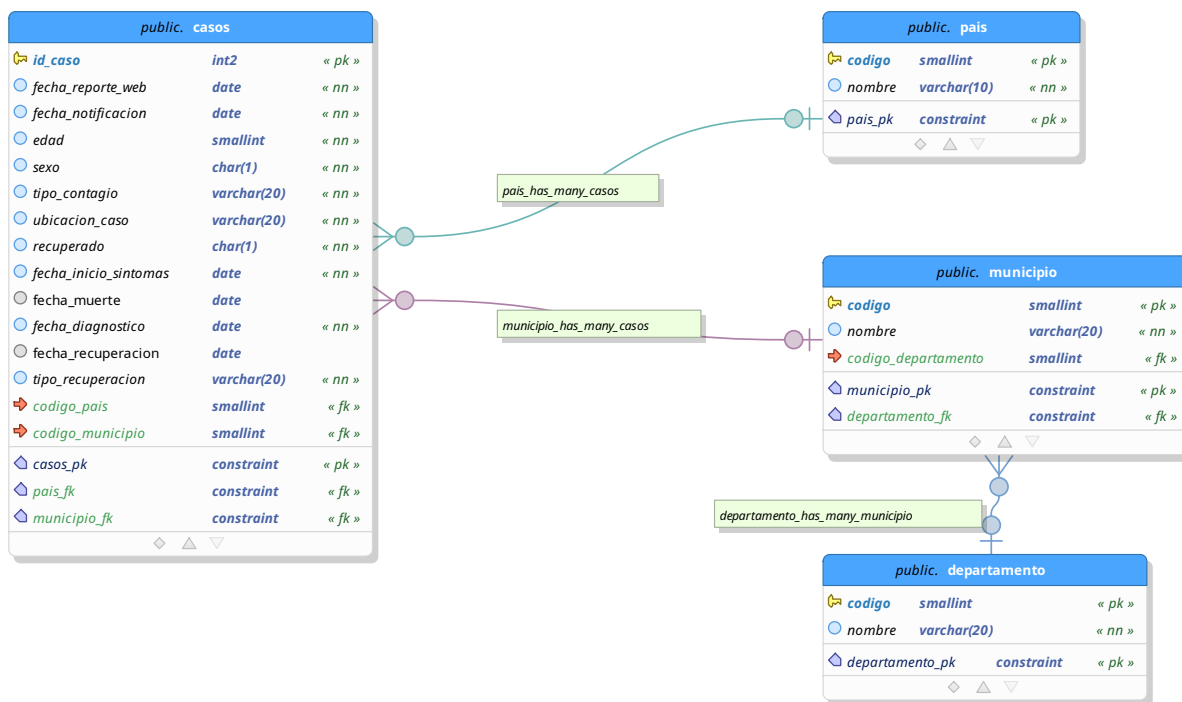 public. casos
id_caso int2 « pk »
fecha_reporte_web date « nn »
fecha_notificacion date « nn »
edad smallint « nn »
sexo char(1) « nn »
tipo_contagio varchar(20) « nn »
ubicacion_caso varchar(20) « nn »
recuperado char(1) « nn »
fecha_inicio_sintomas date « nn »
fecha_muerte date
fecha_diagnostico date « nn »
fecha_recuperacion date
tipo_recuperacion varchar(20) « nn »
codigo_pais smallint « fk »
codigo_municipio smallint « fk »
casos_pk constraint « pk »
pais_fk constraint « fk »
municipio_fk constraint « fk »
pais_has_many_casos
municipio_has_many_casos
public. pais
codigo smallint « pk »
nombre varchar(10) « nn »
pais_pk constraint « pk »
public. municipio
codigo smallint « pk »
nombre varchar(20) « nn »
codigo_departamento smallint « fk »
municipio_pk constraint « pk »
departamento_fk constraint « fk »
departamento_has_many_municipio
public. departamento
codigo smallint « pk »
nombre varchar(20) « nn »
departamento_pk constraint « pk »